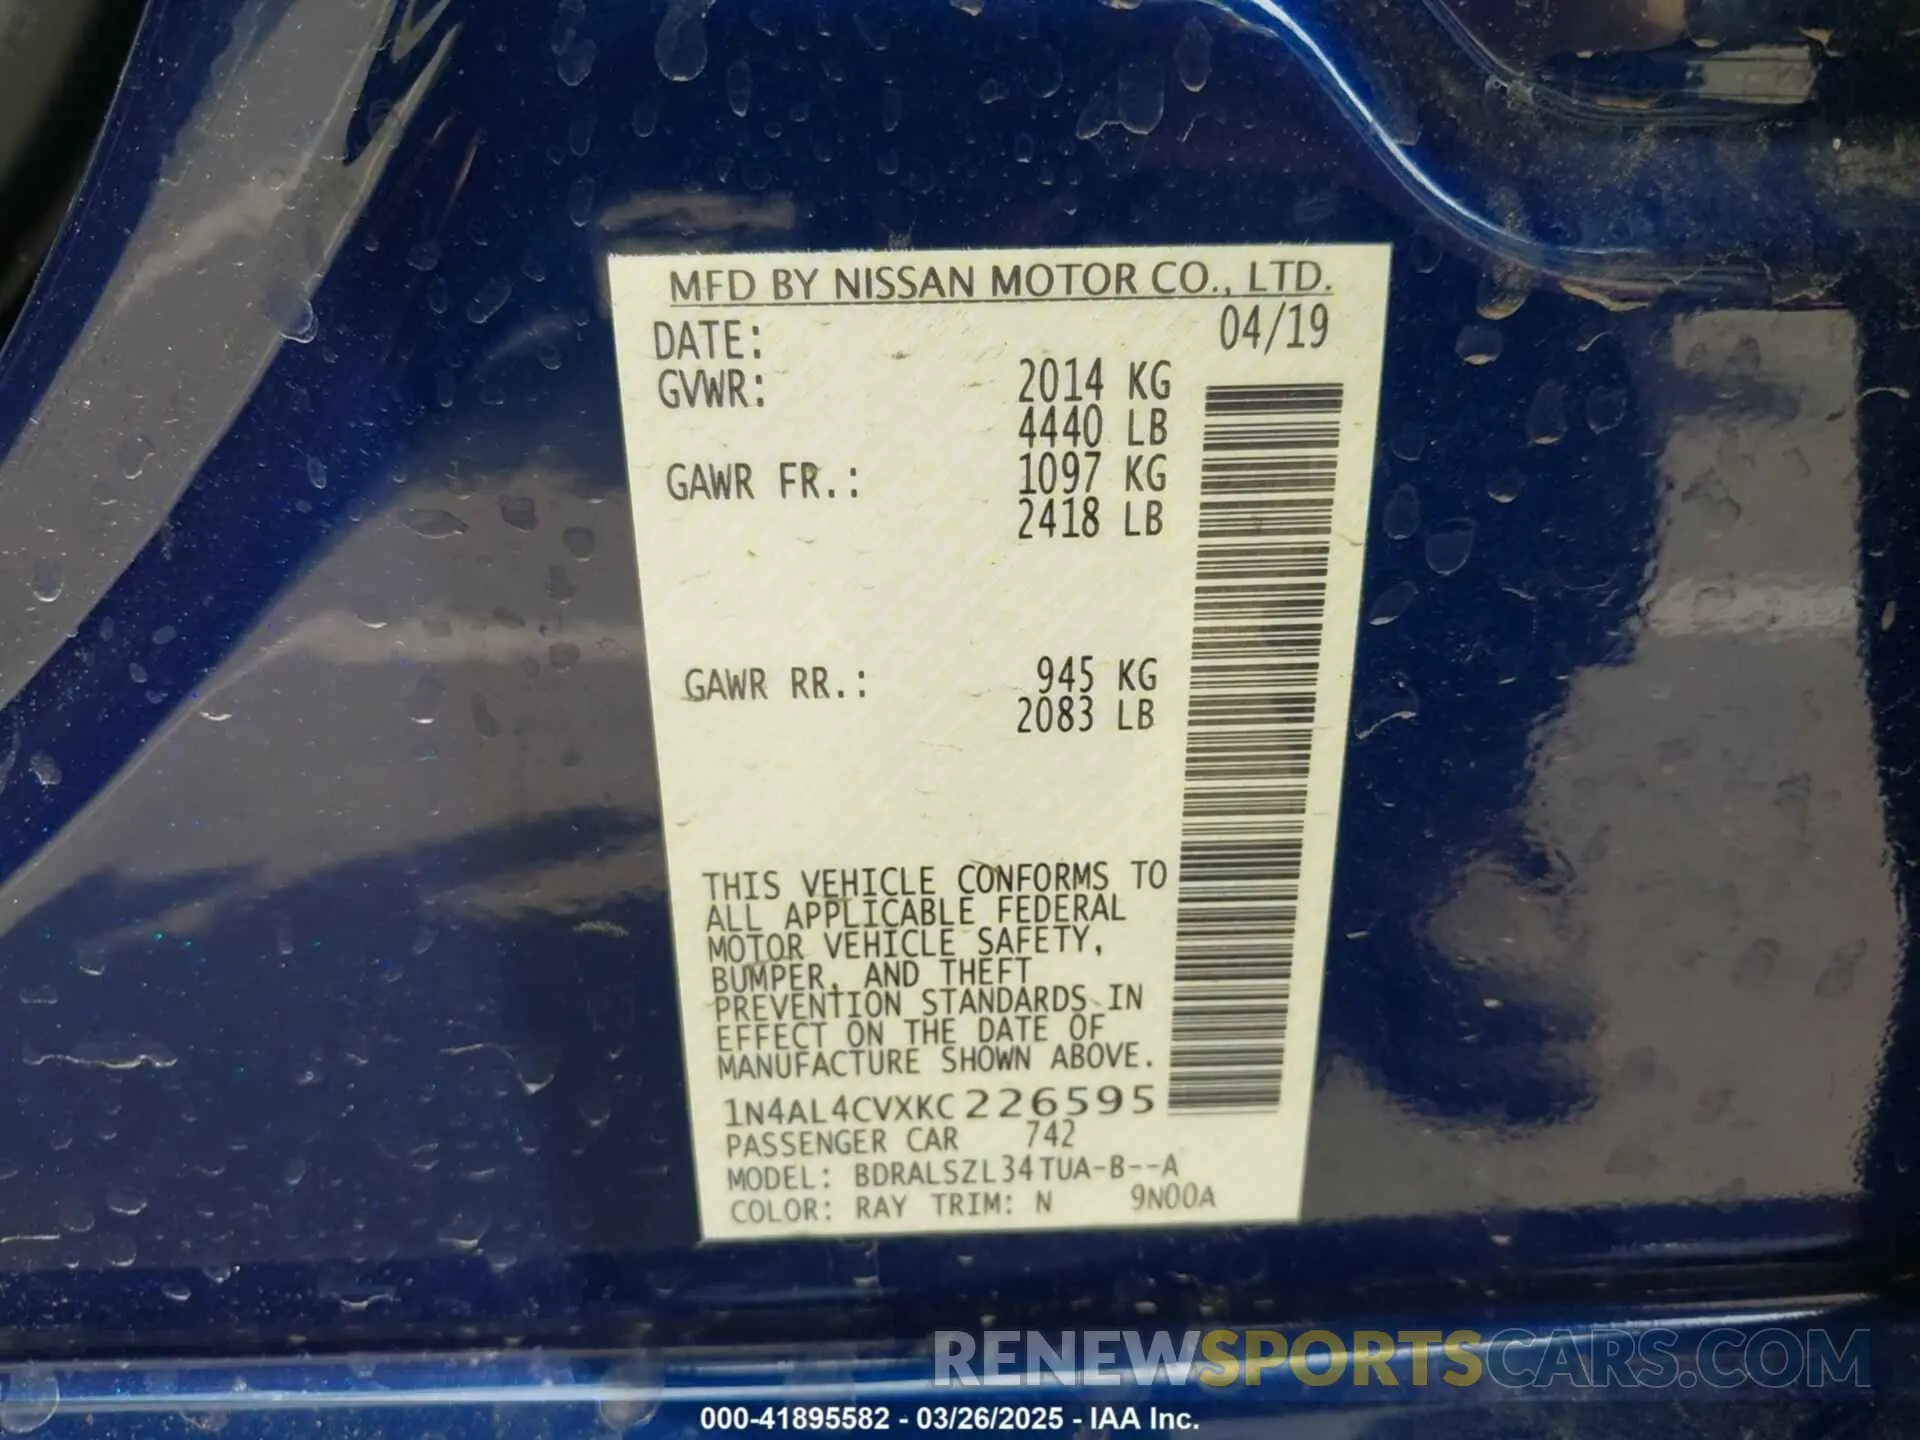 MFD BY NISSAN MOTOR CO., LTD.
DATE: 04/19
GVWR: 2014 KG
4440 LB
GAWR FR.: 1097 KG
2418 LB
GAWR RR.: 945 KG
2083 LB
THIS VEHICLE CONFORMS TO
ALL APPLICABLE FEDERAL
MOTOR VEHICLE SAFETY,
BUMPER, AND THEFT
PREVENTION STANDARDS IN
EFFECT ON THE DATE OF
MANUFACTURE SHOWN ABOVE.
1N4AL4CVXKC226595
PASSENGER CAR 742
MODEL: BDRALSZL34TUA-B--A
COLOR: RAY TRIM: N 9N00A
RENEWSPORTSCARS.COM
000-41895582 - 03/26/2025 - IAA Inc.